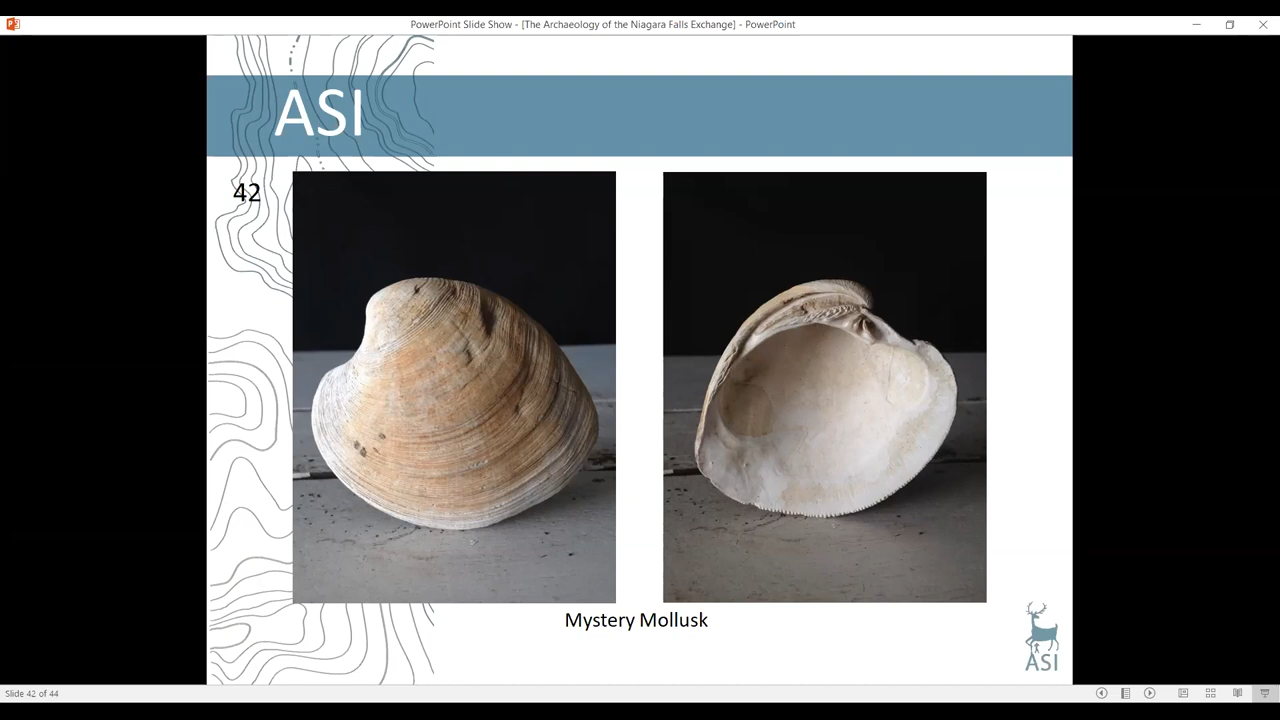 PowerPoint Slide Show - [The Archaeology of the Niagara Falls Exchange] - PowerPoint
ASI
42
Mystery Mollusk
ASI
Slide 42 of 44